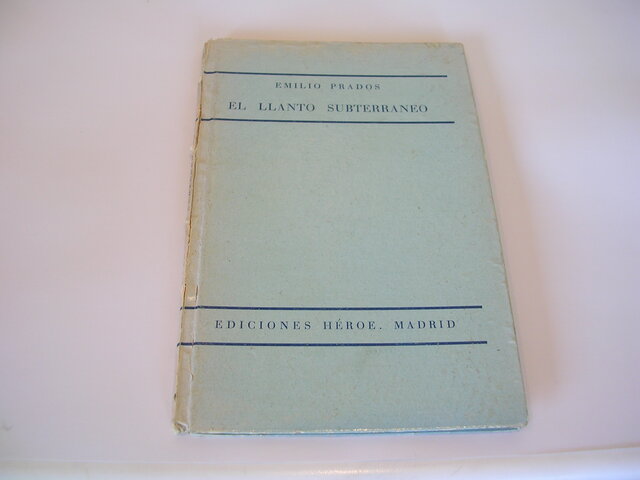 EMILIO PRADOS
EL LLANTO SUBTERRANEO
EDICIONES HÉROE. MADRID